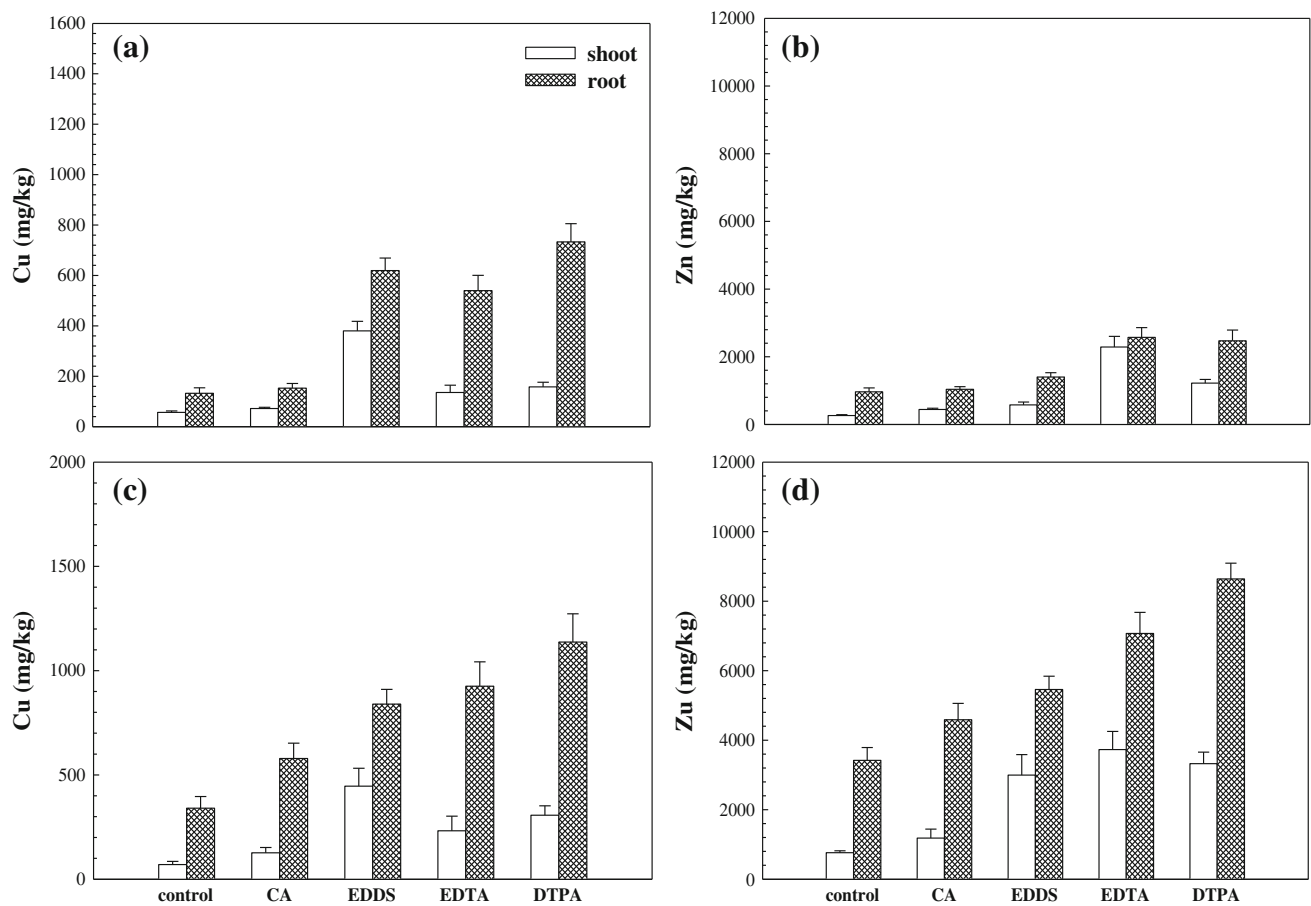 (a)
shoot
root
Cu (mg/kg)
1600
1400
1200
1000
800
600
400
200
0
(b)
Zn (mg/kg)
12000
10000
8000
6000
4000
2000
0
(c)
Cu (mg/kg)
2000
1500
1000
500
0
control CA EDDS EDTA DTPA
(d)
Zu (mg/kg)
12000
10000
8000
6000
4000
2000
0
control CA EDDS EDTA DTPA